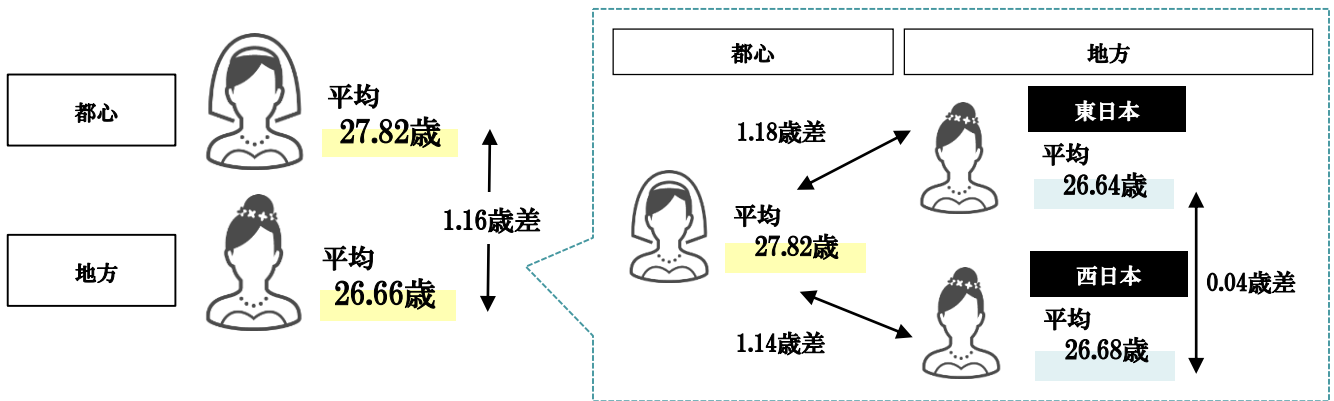 都心
平均
27.82歳
1.16歳差
地方
平均
26.66歳
都心
地方
1.18歳差
東日本
平均
26.64歳
平均
27.82歳
西日本
0.04歳差
平均
26.68歳
1.14歳差